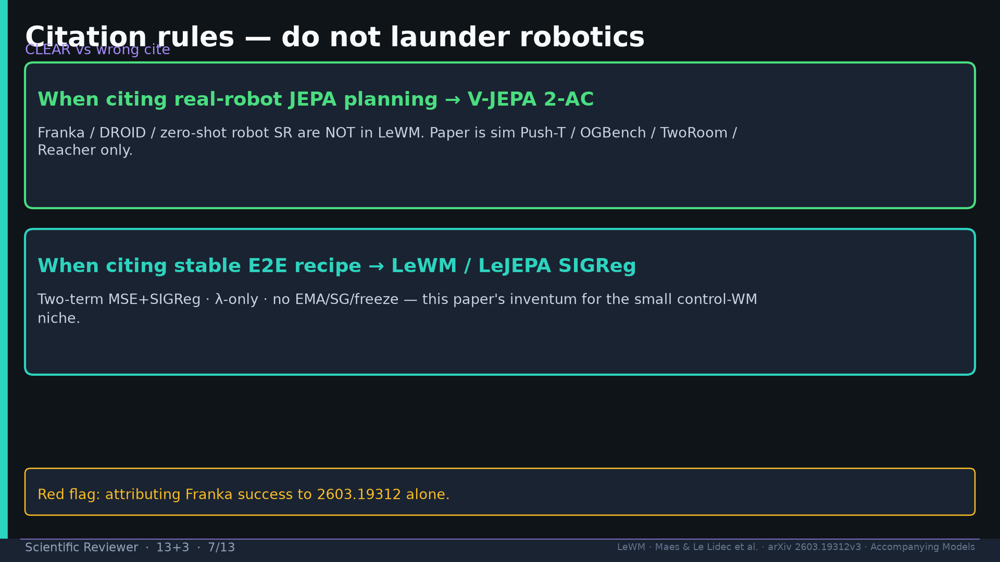 Citation rules — do not launder robotics
CLEAR vs wrong cite
When citing real-robot JEPA planning → V-JEPA 2-AC
Franka / DROID / zero-shot robot SR are NOT in LeWM. Paper is sim Push-T / OGBench / TwoRoom /
Reacher only.
When citing stable E2E recipe → LeWM / LeJEPA SIGReg
Two-term MSE+SIGReg · λ-only · no EMA/SG/freeze — this paper's inventum for the small control-WM
niche.
Red flag: attributing Franka success to 2603.19312 alone.
Scientific Reviewer · 13+3 · 7/13
LeWM · Maes & Le Lidec et al. · arXiv 2603.19312v3 · Accompanying Models